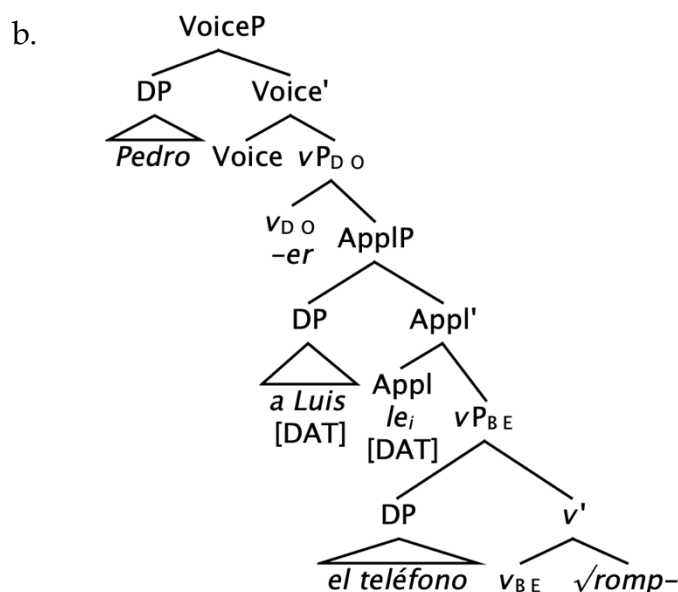 b.
VoiceP
DP Voice'
Pedro Voice vPDO
vDO ApplP
-er
DP Appl'
a Luis Appl vPBE
[DAT] lei
[DAT]
DP v'
el teléfono vBE √romp-